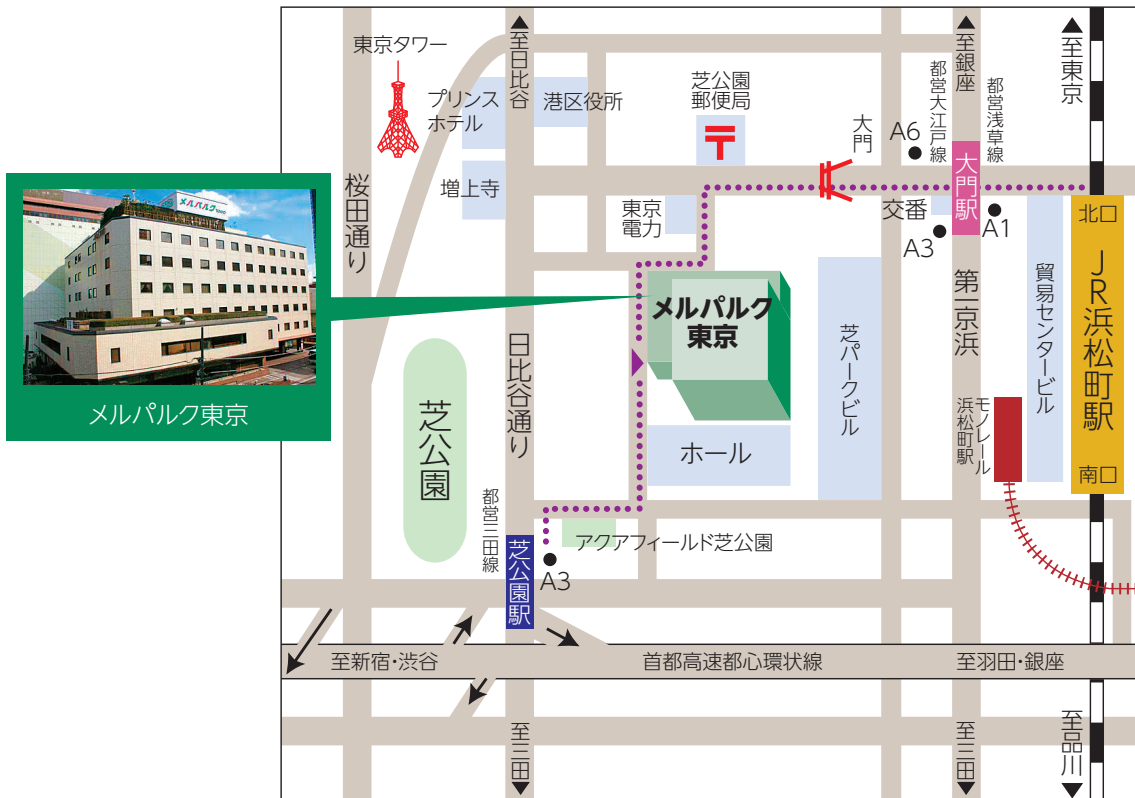 東京タワー
プリンス
ホテル
至日比谷
港区役所
芝公園
郵便局
大門
A6
都営大江戸線
至銀座
都営浅草線
至東京
桜田通り
増上寺
東京
電力
交番
A3
大門駅
A1
北口
JR浜松町駅
南口
メルパルク
メルパルク東京
メルパルク
東京
芝公園
日比谷通り
ホール
芝パークビル
第一京浜
貿易センタービル
モノレール
浜松町駅
都営三田線
芝公園駅
A3
アクアフィールド芝公園
至新宿・渋谷
首都高速都心環状線
至羽田・銀座
至三田
至三田
至品川